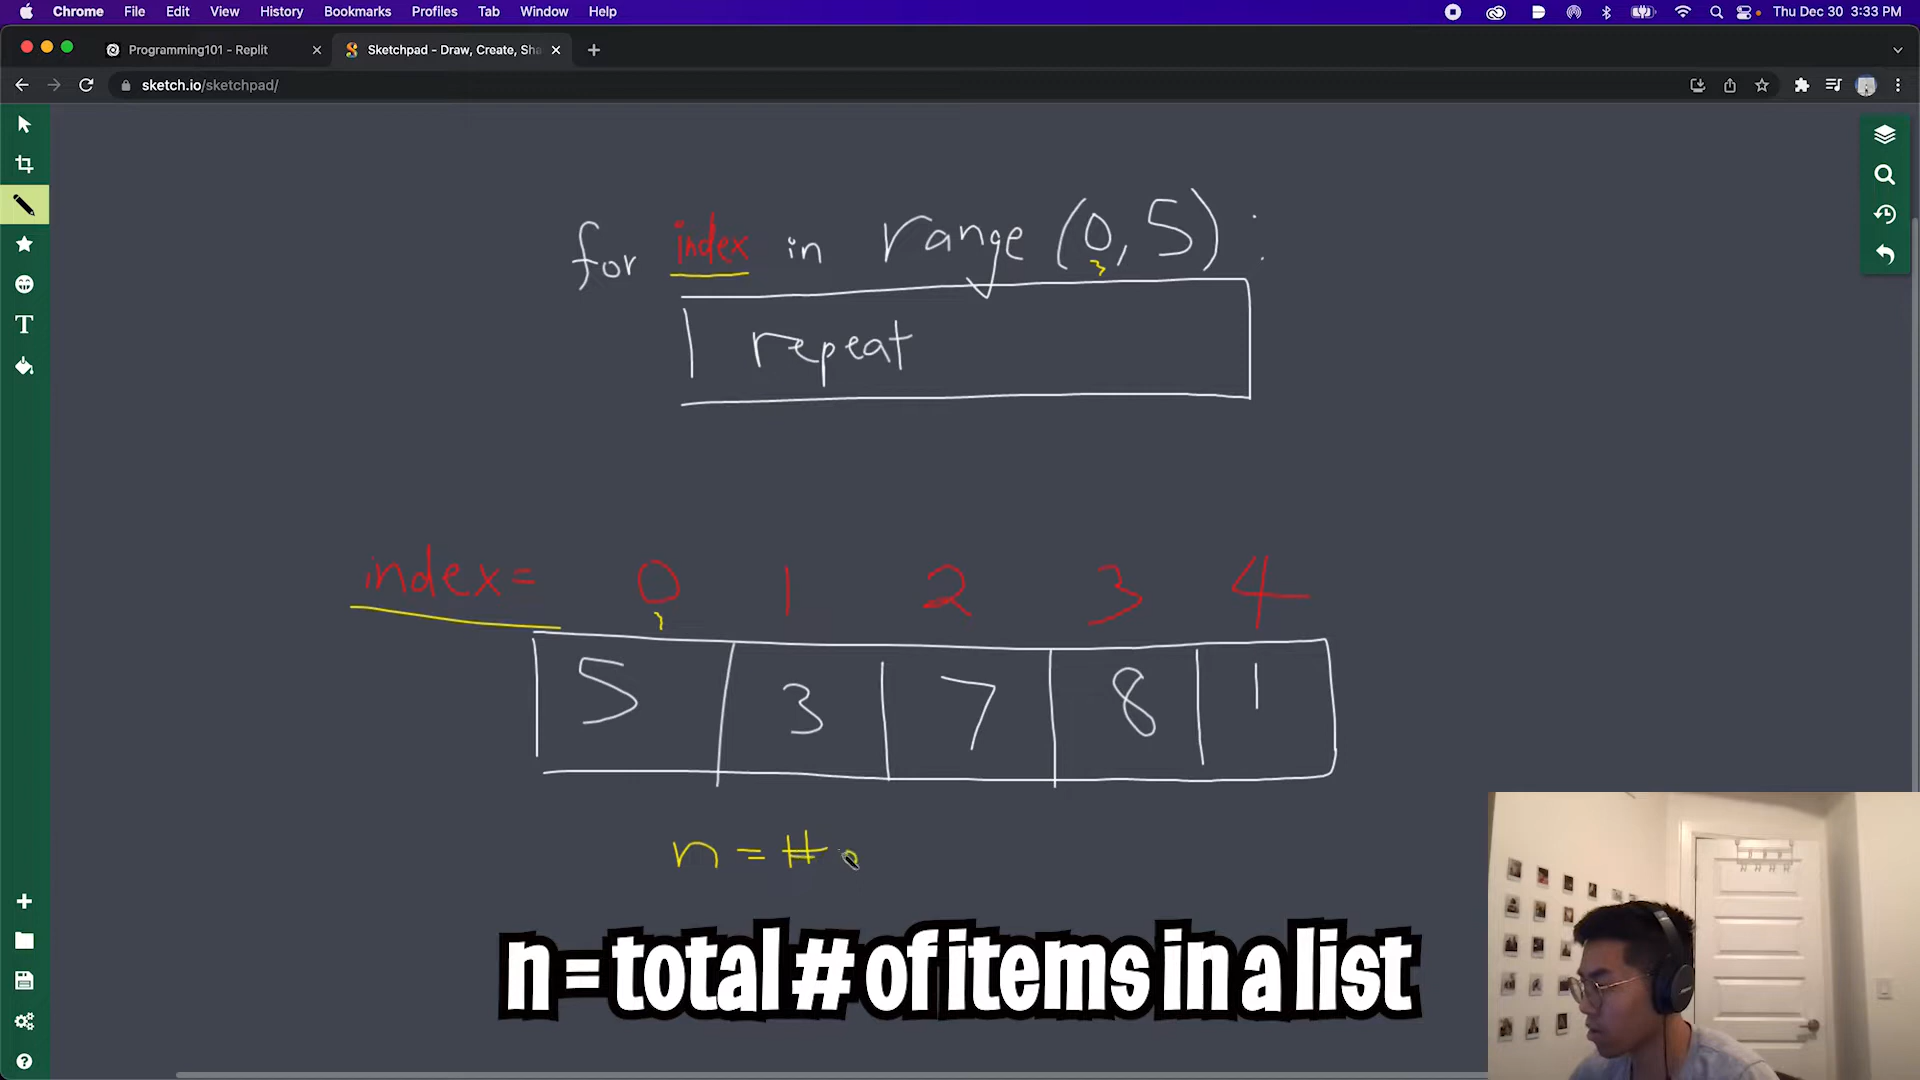 Chrome File Edit View History Bookmarks Profiles Tab Window Help Thu Dec 30 3:33 PM
Programming101 - Replit Sketchpad - Draw, Create, Sha
sketch.io/sketchpad/
for index in range (0, 5) :
repeat
index= 0 1 2 3 4
5 3 7 8 1
n = #
n = total # of items in a list